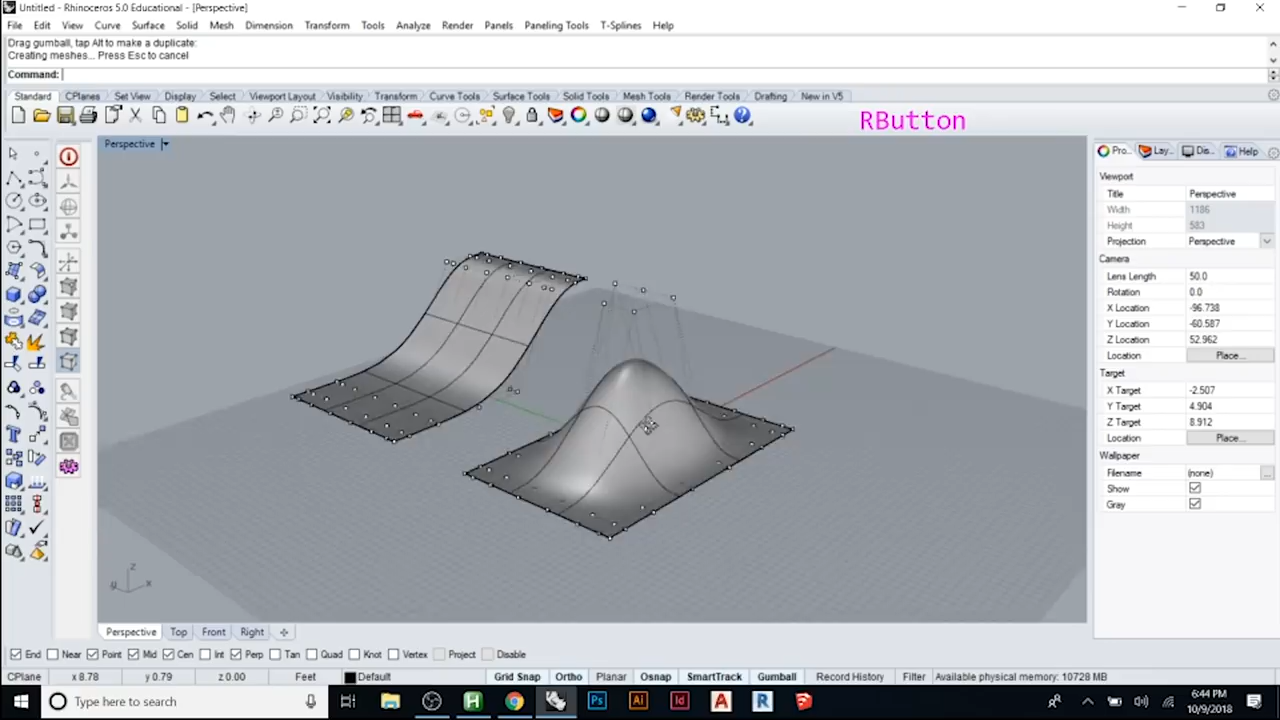 Untitled - Rhinoceros 5.0 Educational - [Perspective]
File Edit View Curve Surface Solid Mesh Dimension Transform Tools Analyze Render Panels Paneling Tools T-Splines Help
Drag gumball, tap Alt to make a duplicate:
Creating meshes... Press Esc to cancel
Command:
Standard CPlanes Set View Display Select Viewport Layout Visibility Transform Curve Tools Surface Tools Solid Tools Mesh Tools Render Tools Drafting New in V5
RButton
Perspective
Pro... Lay... Dis... Help
Viewport
Title Perspective
Width 1186
Height 583
Projection Perspective
Camera
Lens Length 50.0
Rotation 0.0
X Location -96.738
Y Location -60.587
Z Location 52.962
Location Place...
Target
X Target -2.507
Y Target 4.904
Z Target 8.912
Location Place...
Wallpaper
Filename (none) ...
Show
Gray
z
y x
Perspective Top Front Right
End Near Point Mid Cen Int Perp Tan Quad Knot Vertex Project Disable
CPlane x 8.78 y 0.79 z 0.00 Feet Default Grid Snap Ortho Planar Osnap SmartTrack Gumball Record History Filter Available physical memory: 10728 MB
Type here to search
H Ps Ai Id A R
6:44 PM
10/9/2018